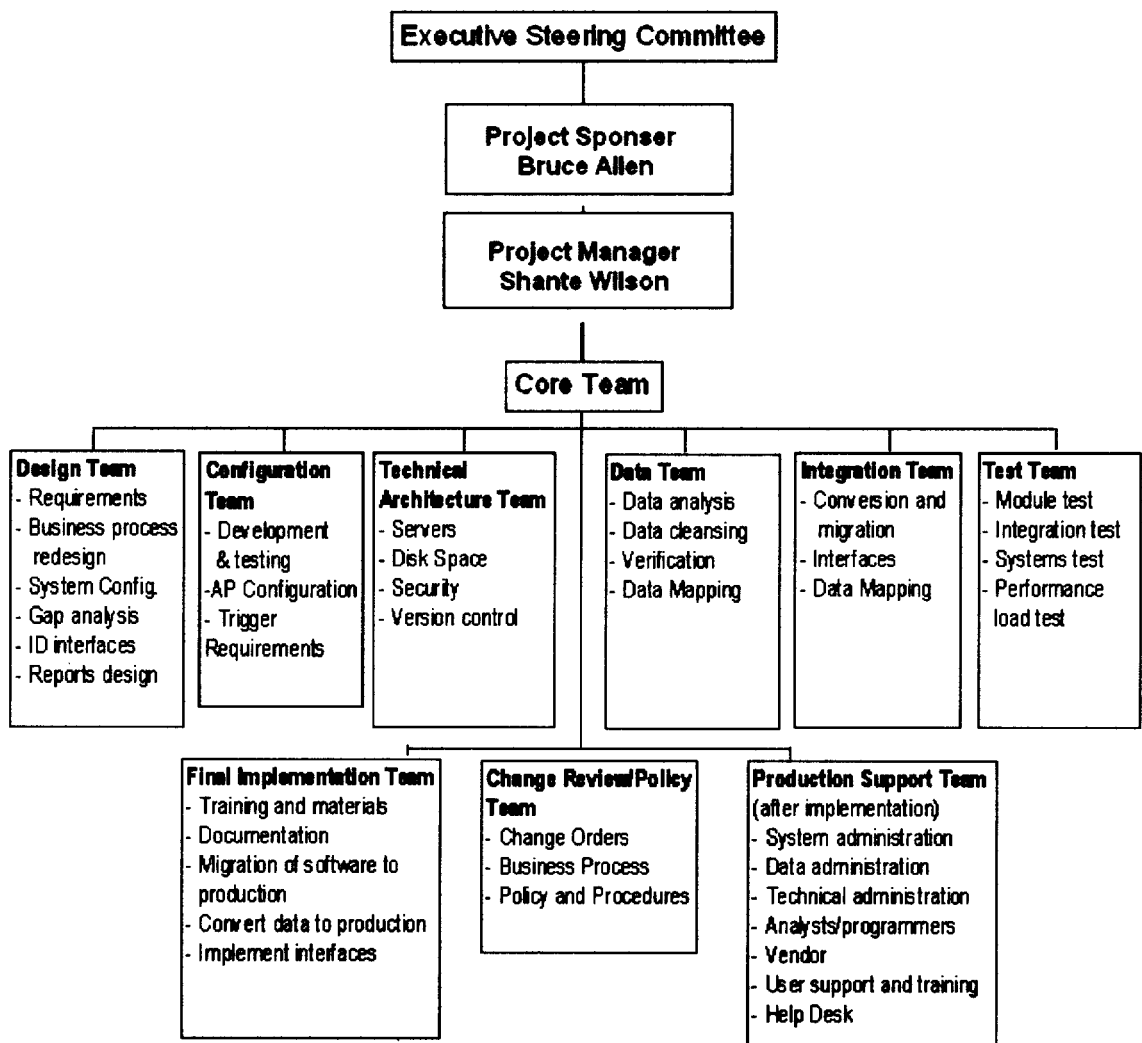 Executive Steering Committee
Project Sponser
Bruce Allen
Project Manager
Shante Wilson
Core Team
Design Team
- Requirements
- Business process
redesign
- System Config.
- Gap analysis
- ID interfaces
- Reports design
Configuration
Team
- Development
& testing
-AP Configuration
- Trigger
Requirements
Technical
Architecture Team
- Servers
- Disk Space
- Security
- Version control
Data Team
- Data analysis
- Data cleansing
- Verification
- Data Mapping
Integration Team
- Conversion and
migration
- Interfaces
- Data Mapping
Test Team
- Module test
- Integration test
- Systems test
- Performance
load test
Final Implementation Team
- Training and materials
- Documentation
- Migration of software to
production
- Convert data to production
- Implement interfaces
Change Review/Policy
Team
- Change Orders
- Business Process
- Policy and Procedures
Production Support Team
(after implementation)
- System administration
- Data administration
- Technical administration
- Analysts/programmers
- Vendor
- User support and training
- Help Desk